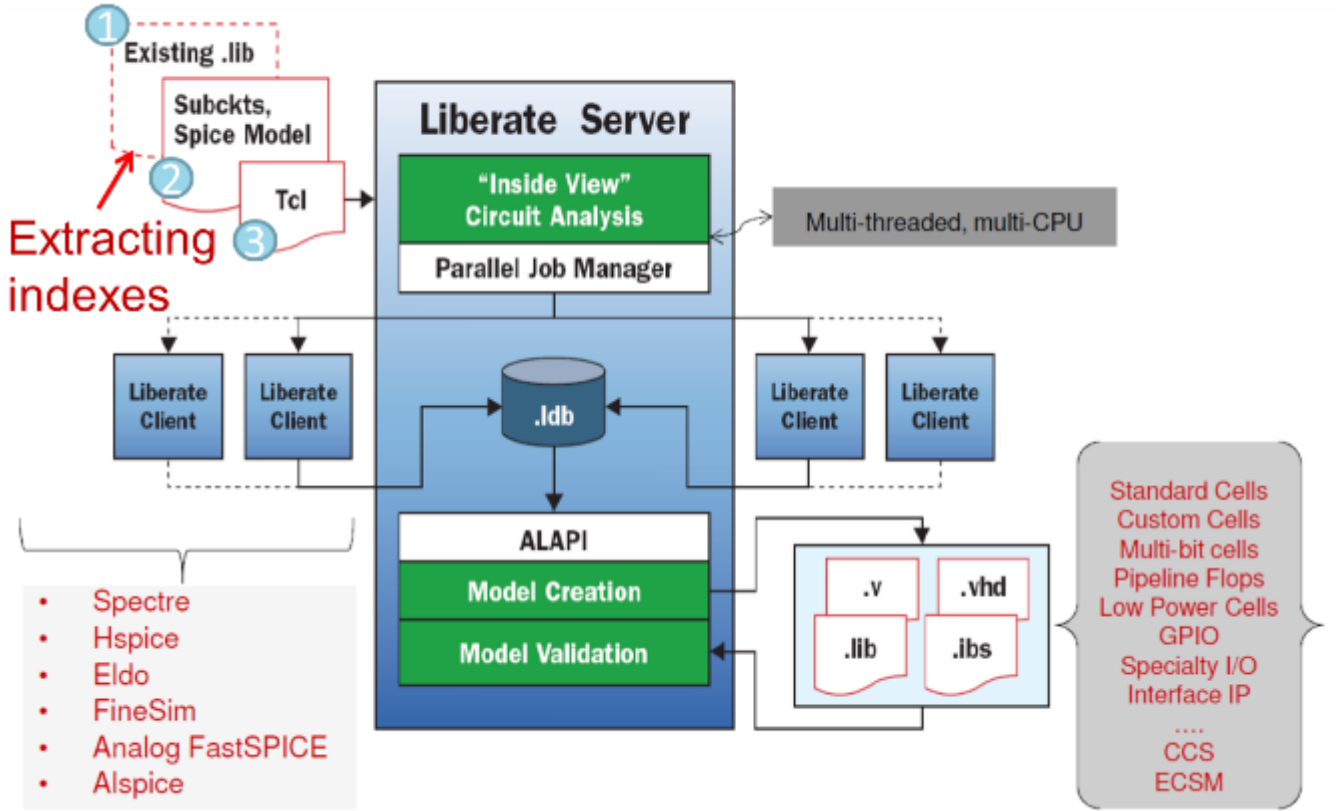 1
Existing .lib
Subckts,
Spice Model
2
Tcl
3
Extracting
indexes
Liberate Server
“Inside View”
Circuit Analysis
Parallel Job Manager
Multi-threaded, multi-CPU
Liberate
Client
Liberate
Client
.ldb
Liberate
Client
Liberate
Client
ALAPI
Model Creation
Model Validation
.v
.vhd
.lib
.ibs
• Spectre
• Hspice
• Eldo
• FineSim
• Analog FastSPICE
• Alspice
Standard Cells
Custom Cells
Multi-bit cells
Pipeline Flops
Low Power Cells
GPIO
Specialty I/O
Interface IP
....
CCS
ECSM